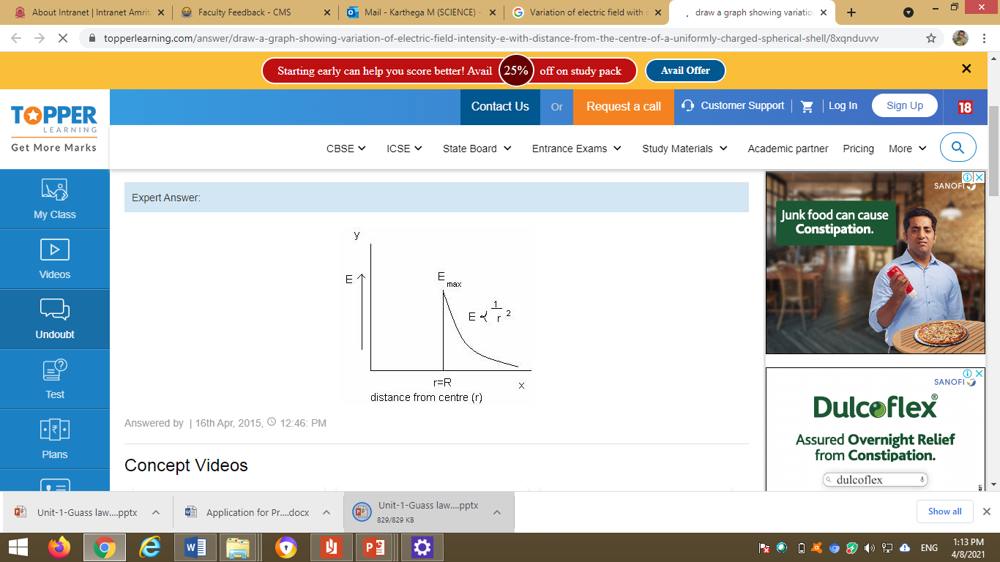 About Intranet | Intranet Amrit
Faculty Feedback - CMS
Mail - Karthega M (SCIENCE) -
Variation of electric field with
draw a graph showing variatio
topperlearning.com/answer/draw-a-graph-showing-variation-of-electric-field-intensity-e-with-distance-from-the-centre-of-a-uniformly-charged-spherical-shell/8xqnduvvv
Starting early can help you score better! Avail 25% off on study pack
Avail Offer
TOPPER
LEARNING
Get More Marks
Contact Us
Or
Request a call
Customer Support
Log In
Sign Up
18
CBSE
ICSE
State Board
Entrance Exams
Study Materials
Academic partner
Pricing
More
My Class
Videos
Undoubt
Test
Plans
Expert Answer:
y
E
E max
E ∝ 1/r 2
r=R
x
distance from centre (r)
Answered by | 16th Apr, 2015, 12:46: PM
Concept Videos
SANOFI
Junk food can cause
Constipation.
SANOFI
Dulcoflex®
Assured Overnight Relief
from Constipation.
dulcoflex
Unit-1-Guass law....pptx
Application for Pr....docx
Unit-1-Guass law....pptx
829/829 KB
Show all
ENG
1:13 PM
4/8/2021